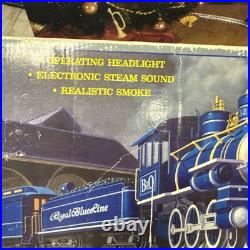 • OPERATING HEADLIGHT
• ELECTRONIC STEAM SOUND
• REALISTIC SMOKE
B&O
Royal Blue Line